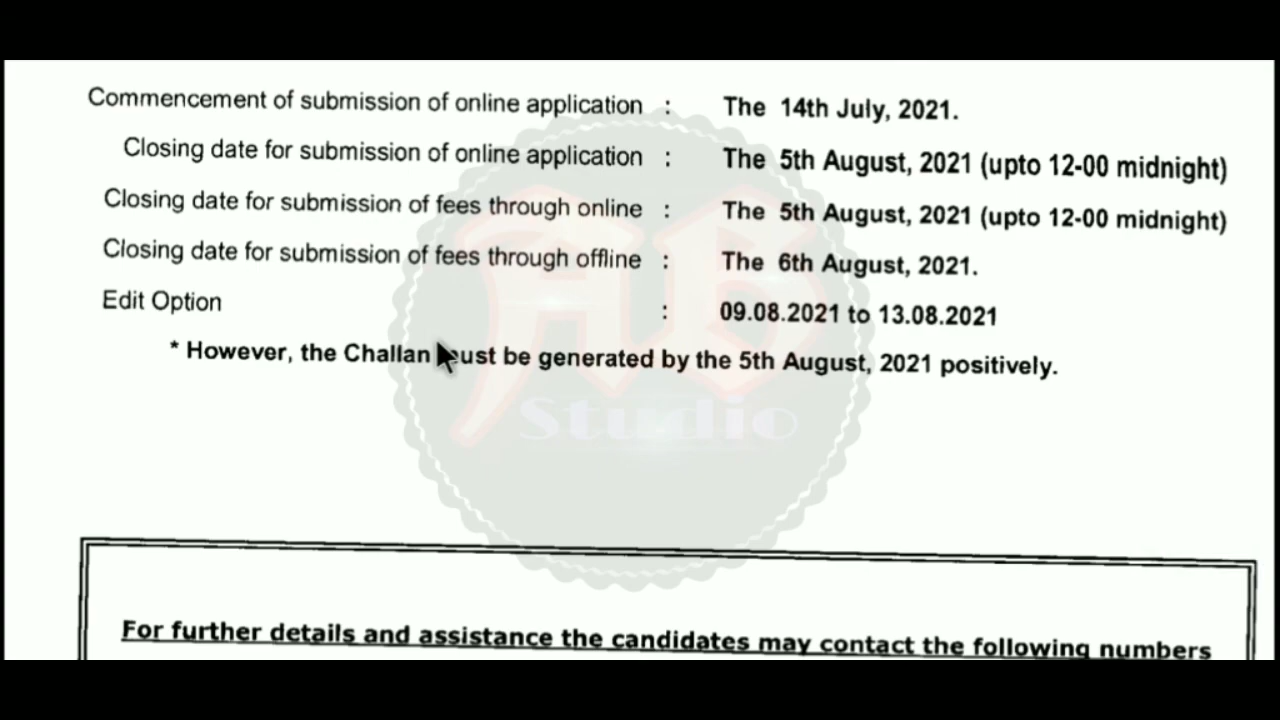 Commencement of submission of online application : The 14th July, 2021.
Closing date for submission of online application : The 5th August, 2021 (upto 12-00 midnight)
Closing date for submission of fees through online : The 5th August, 2021 (upto 12-00 midnight)
Closing date for submission of fees through offline : The 6th August, 2021.
Edit Option : 09.08.2021 to 13.08.2021
* However, the Challan must be generated by the 5th August, 2021 positively.
AB
Studio
For further details and assistance the candidates may contact the following numbers